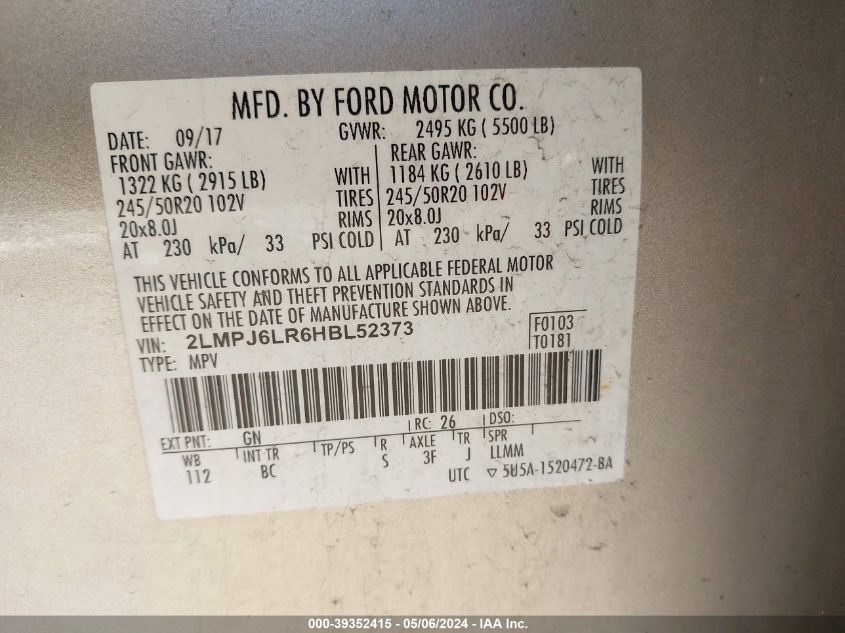 MFD. BY FORD MOTOR CO.
DATE: 09/17 GVWR: 2495 KG ( 5500 LB)
FRONT GAWR: REAR GAWR:
1322 KG ( 2915 LB) WITH 1184 KG ( 2610 LB) WITH
245/50R20 102V TIRES 245/50R20 102V TIRES
20x8.0J RIMS 20x8.0J RIMS
AT 230 kPa/ 33 PSI COLD AT 230 kPa/ 33 PSI COLD
THIS VEHICLE CONFORMS TO ALL APPLICABLE FEDERAL MOTOR
VEHICLE SAFETY AND THEFT PREVENTION STANDARDS IN
EFFECT ON THE DATE OF MANUFACTURE SHOWN ABOVE.
VIN: 2LMPJ6LR6HBL52373 F0103
TYPE: MPV T0181
EXT PNT: GN RC: 26 DSO:
WB INT TR TP/PS R AXLE TR SPR
112 BC S 3F J LLMM
UTC ▽ 5U5A-1520472-BA
000-39352415 - 05/06/2024 - IAA Inc.